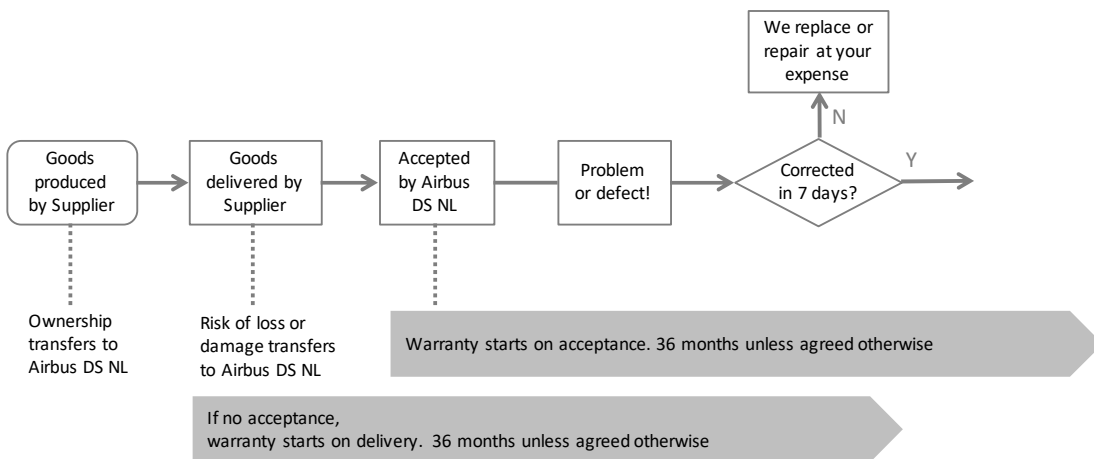 We replace or
repair at your
expense
N
Goods
produced
by Supplier
Goods
delivered by
Supplier
Accepted
by Airbus
DS NL
Problem
or defect!
Corrected
in 7 days?
Y
Ownership
transfers to
Airbus DS NL
Risk of loss or
damage transfers
to Airbus DS NL
Warranty starts on acceptance. 36 months unless agreed otherwise
If no acceptance,
warranty starts on delivery.  36 months unless agreed otherwise